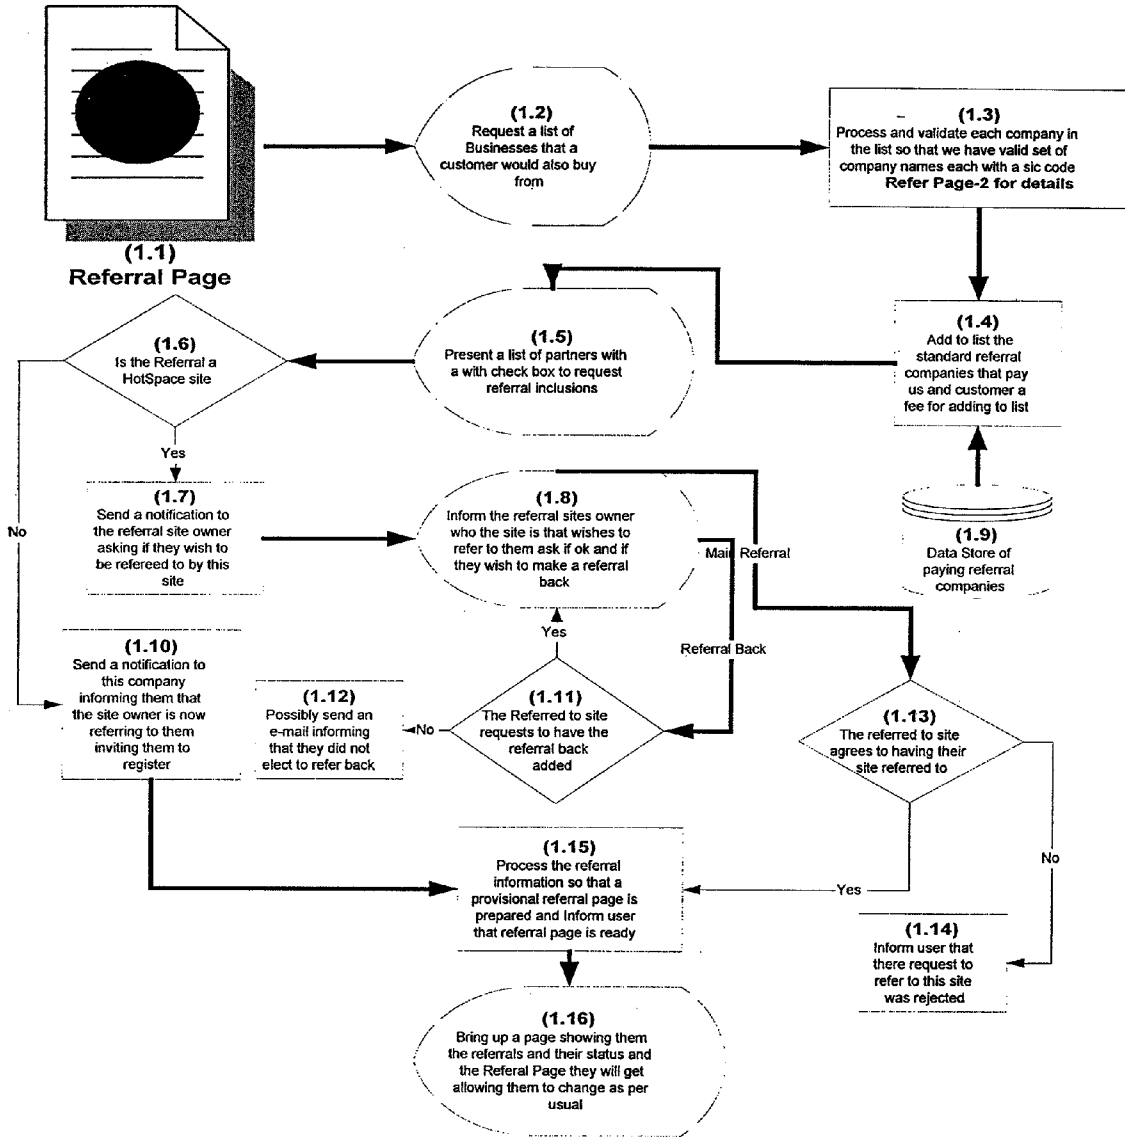 (1.1)
Referral Page
(1.2)
Request a list of
Businesses that a
customer would also buy
from
(1.3)
Process and validate each company in
the list so that we have valid set of
company names each with a sic code
Refer Page-2 for details
(1.4)
Add to list the
standard referral
companies that pay
us and customer a
fee for adding to list
(1.5)
Present a list of partners with
a with check box to request
referral inclusions
(1.6)
Is the Referral a
HotSpace site
Yes
No
(1.7)
Send a notification to
the referral site owner
asking if they wish to
be refereed to by this
site
(1.8)
Inform the referral sites owner
who the site is that wishes to
refer to them ask if ok and if
they wish to make a referral
back
Main Referral
(1.9)
Data Store of
paying referral
companies
Yes
Referral Back
(1.10)
Send a notification to
this company
informing them that
the site owner is now
referring to them
inviting them to
register
(1.12)
Possibly send an
e-mail informing
that they did not
elect to refer back
No
(1.11)
The Referred to site
requests to have the
referral back
added
(1.13)
The referred to site
agrees to having their
site referred to
No
Yes
(1.15)
Process the referral
information so that a
provisional referral page is
prepared and Inform user
that referral page is ready
(1.14)
Inform user that
there request to
refer to this site
was rejected
(1.16)
Bring up a page showing them
the referrals and their status and
the Referal Page they will get
allowing them to change as per
usual